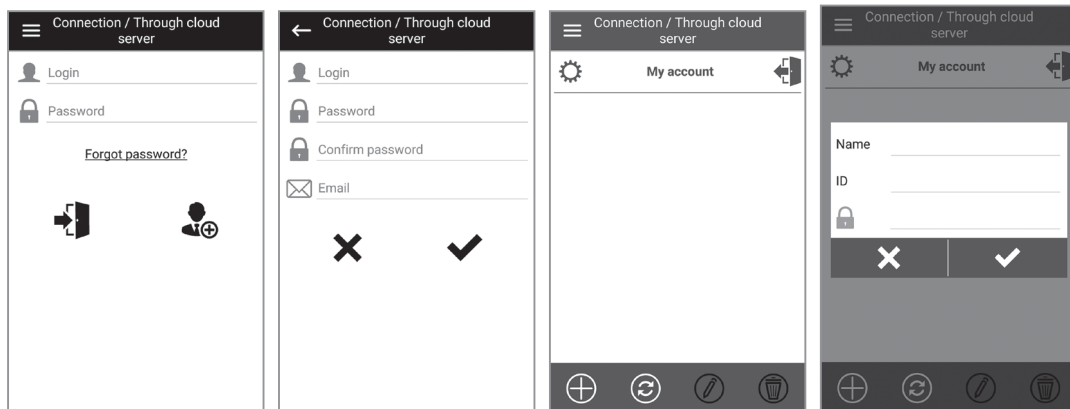 Connection / Through cloud
server
Login
Password
Forgot password?
Connection / Through cloud
server
Login
Password
Confirm password
Email
Connection / Through cloud
server
My account
Connection / Through cloud
server
My account
Name
ID